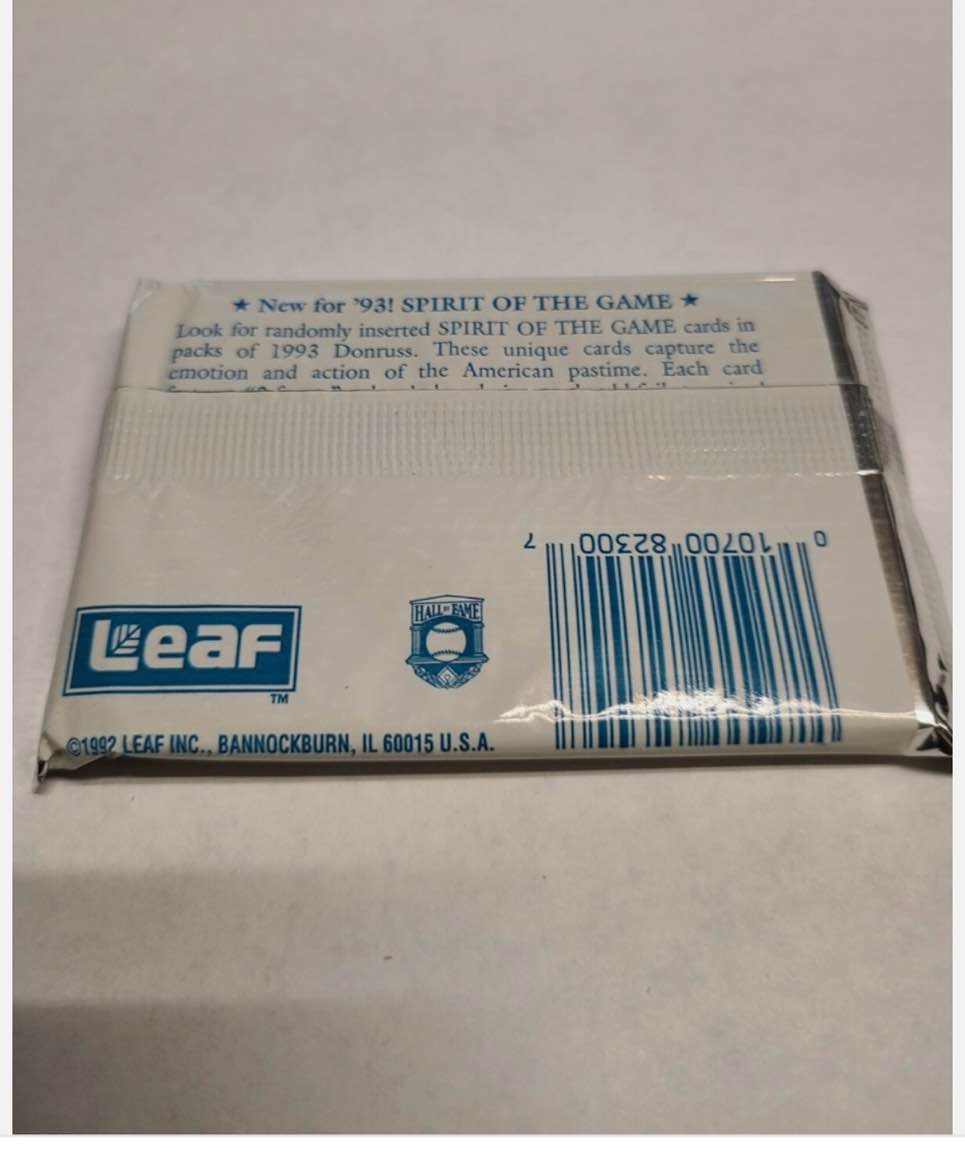 ★ New for '93! SPIRIT OF THE GAME ★
Look for randomly inserted SPIRIT OF THE GAME cards in
packs of 1993 Donruss. These unique cards capture the
emotion and action of the American pastime. Each card
0 10700 82300 7
HALL OF FAME
Leaf
TM
©1992 LEAF INC., BANNOCKBURN, IL 60015 U.S.A.